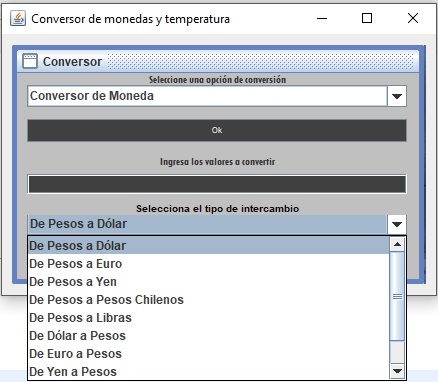 Conversor de monedas y temperatura
Conversor
Seleccione una opción de conversión
Conversor de Moneda
Ok
Ingresa los valores a convertir
Selecciona el tipo de intercambio
De Pesos a Dólar
De Pesos a Dólar
De Pesos a Euro
De Pesos a Yen
De Pesos a Pesos Chilenos
De Pesos a Libras
De Dólar a Pesos
De Euro a Pesos
De Yen a Pesos